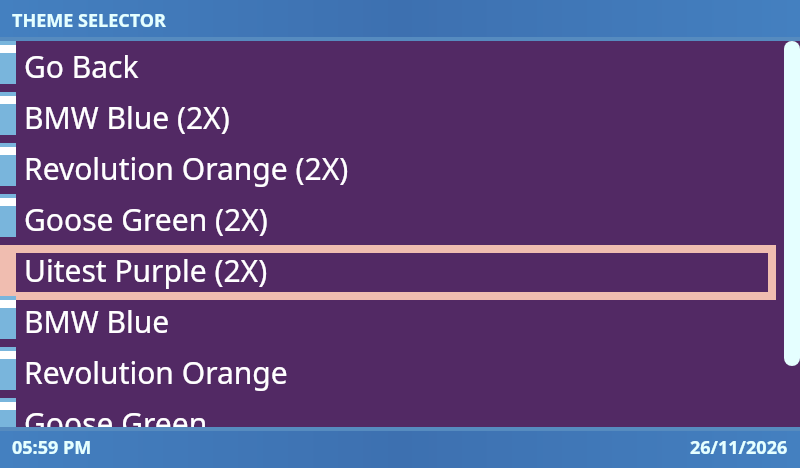 THEME SELECTOR
Go Back
BMW Blue (2X)
Revolution Orange (2X)
Goose Green (2X)
Uitest Purple (2X)
BMW Blue
Revolution Orange
Goose Green
05:59 PM
26/11/2026